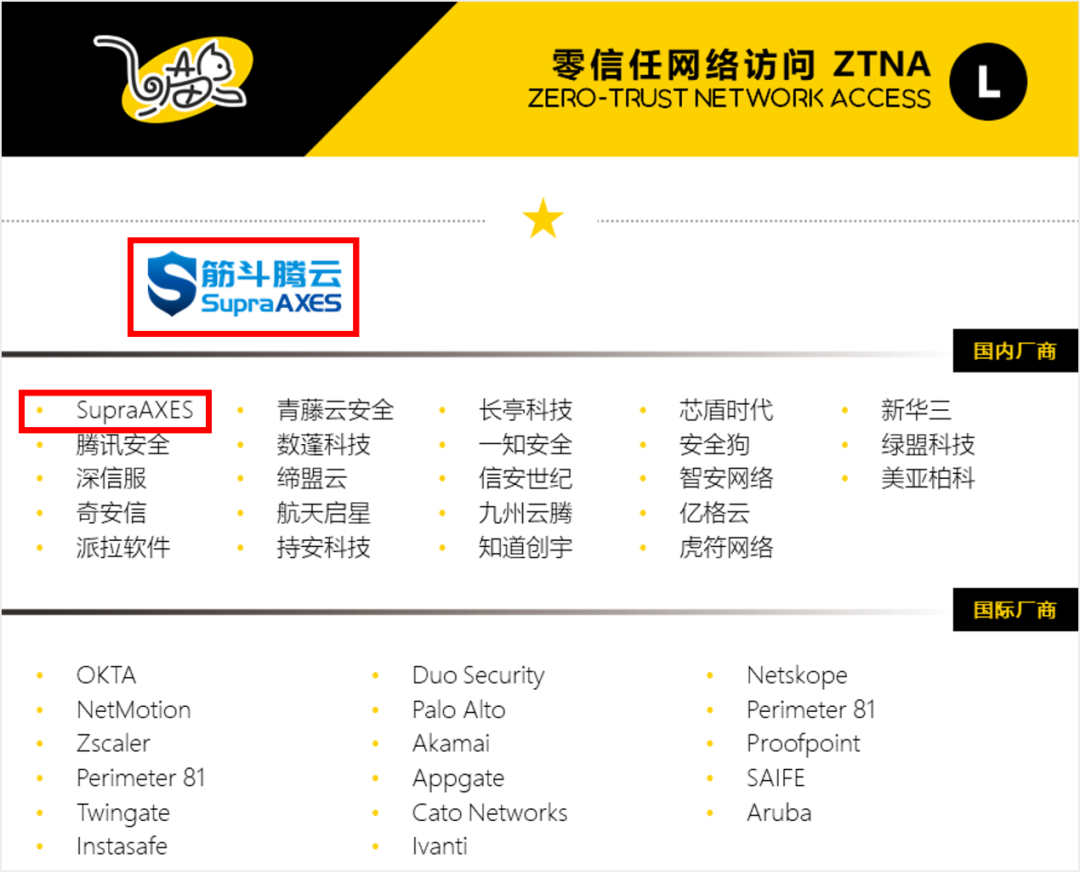 零信任网络访问 ZTNA
ZERO-TRUST NETWORK ACCESS
L
筋斗腾云
SupraAXES
国内厂商
SupraAXES 青藤云安全 长亭科技 芯盾时代 新华三
腾讯安全 数蓬科技 一知安全 安全狗 绿盟科技
深信服 缔盟云 信安世纪 智安网络 美亚柏科
奇安信 航天启星 九州云腾 亿格云
派拉软件 持安科技 知道创宇 虎符网络
国际厂商
OKTA Duo Security Netskope
NetMotion Palo Alto Perimeter 81
Zscaler Akamai Proofpoint
Perimeter 81 Appgate SAIFE
Twingate Cato Networks Aruba
Instasafe Ivanti